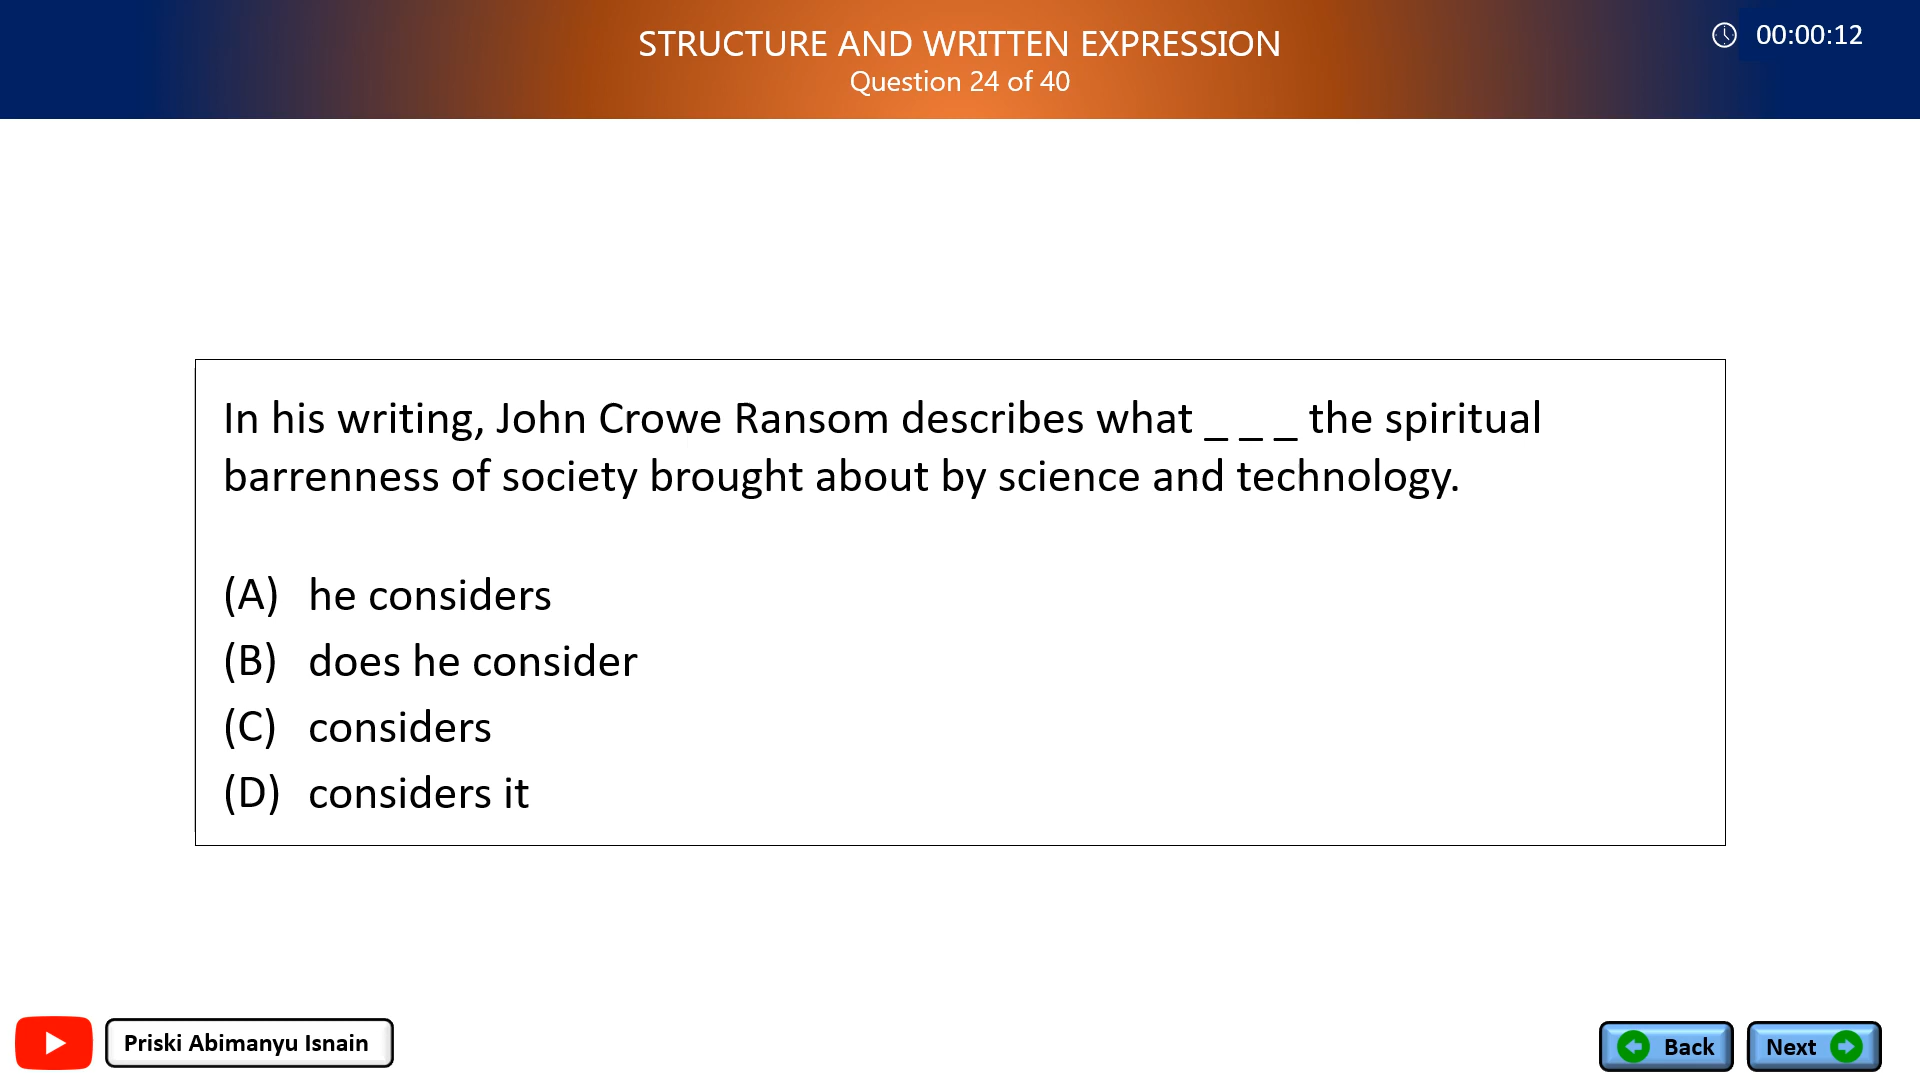 STRUCTURE AND WRITTEN EXPRESSION
Question 24 of 40
00:00:12
In his writing, John Crowe Ransom describes what _ _ _ the spiritual
barrenness of society brought about by science and technology.
(A) he considers
(B) does he consider
(C) considers
(D) considers it
Priski Abimanyu Isnain
Back
Next